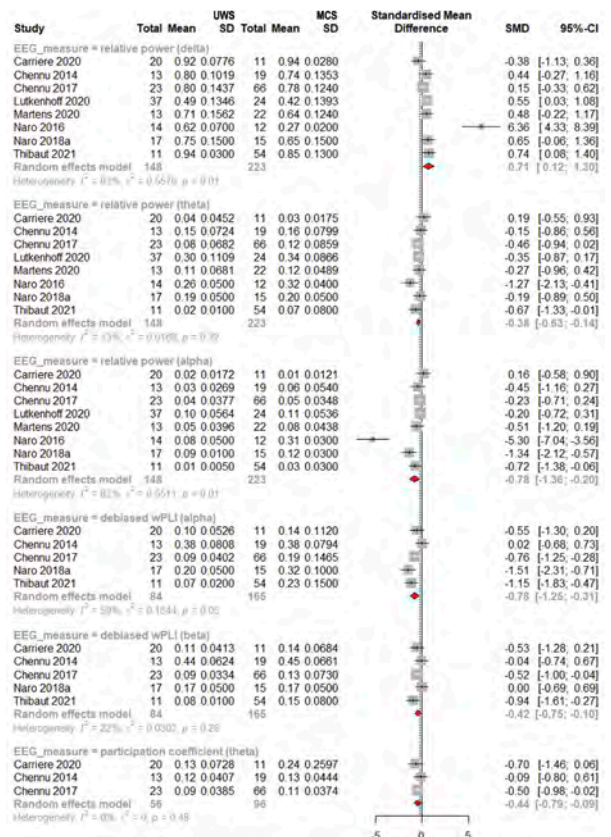 UWS MCS Standardised Mean
Study Total Mean SD Total Mean SD Difference SMD 95%-CI
EEG_measure = relative power (delta)
Carriere 2020 20 0.92 0.0776 11 0.94 0.0280 -0.38 [-1.13; 0.36]
Chennu 2014 13 0.80 0.1019 19 0.74 0.1353 0.44 [-0.27; 1.16]
Chennu 2017 23 0.80 0.1437 66 0.78 0.1240 0.15 [-0.33; 0.62]
Lutkenhoff 2020 37 0.49 0.1346 24 0.42 0.1393 0.55 [0.03; 1.08]
Martens 2020 13 0.71 0.1562 22 0.64 0.1240 0.48 [-0.22; 1.17]
Naro 2016 14 0.62 0.0700 12 0.27 0.0200 6.36 [4.33; 8.39]
Naro 2018a 17 0.75 0.1500 15 0.65 0.1500 0.65 [-0.06; 1.36]
Thibaut 2021 11 0.94 0.0300 54 0.85 0.1300 0.74 [0.08; 1.40]
Random effects model 148 223 0.71 [0.12; 1.30]
Heterogeneity: p < 0.01
EEG_measure = relative power (theta)
Carriere 2020 20 0.04 0.0452 11 0.03 0.0175 0.19 [-0.55; 0.93]
Chennu 2014 13 0.15 0.0724 19 0.16 0.0799 -0.15 [-0.86; 0.56]
Chennu 2017 23 0.08 0.0682 66 0.12 0.0859 -0.46 [-0.94; 0.02]
Lutkenhoff 2020 37 0.30 0.1109 24 0.34 0.0866 -0.35 [-0.87; 0.17]
Martens 2020 13 0.11 0.0681 22 0.12 0.0489 -0.27 [-0.96; 0.42]
Naro 2016 14 0.26 0.0500 12 0.32 0.0400 -1.27 [-2.13; -0.41]
Naro 2018a 17 0.19 0.0500 15 0.20 0.0500 -0.19 [-0.89; 0.50]
Thibaut 2021 11 0.02 0.0100 54 0.07 0.0800 -0.67 [-1.33; -0.01]
Random effects model 148 223 -0.38 [-0.63; -0.14]
Heterogeneity:
EEG_measure = relative power (alpha)
Carriere 2020 20 0.02 0.0172 11 0.01 0.0121 0.16 [-0.58; 0.90]
Chennu 2014 13 0.03 0.0269 19 0.06 0.0540 -0.45 [-1.16; 0.27]
Chennu 2017 23 0.04 0.0377 66 0.05 0.0348 -0.23 [-0.71; 0.24]
Lutkenhoff 2020 37 0.10 0.0564 24 0.11 0.0536 -0.20 [-0.72; 0.31]
Martens 2020 13 0.05 0.0396 22 0.08 0.0438 -0.51 [-1.20; 0.19]
Naro 2016 14 0.08 0.0500 12 0.31 0.0300 -5.30 [-7.04; -3.56]
Naro 2018a 17 0.09 0.0100 15 0.12 0.0300 -1.34 [-2.12; -0.57]
Thibaut 2021 11 0.01 0.0050 54 0.03 0.0300 -0.72 [-1.38; -0.06]
Random effects model 148 223 -0.78 [-1.36; -0.20]
Heterogeneity: p < 0.01
EEG_measure = debiased wPLI (alpha)
Carriere 2020 20 0.10 0.0526 11 0.14 0.1120 -0.55 [-1.30; 0.20]
Chennu 2014 13 0.38 0.0808 19 0.38 0.0794 0.02 [-0.68; 0.73]
Chennu 2017 23 0.09 0.0402 66 0.19 0.1465 -0.76 [-1.25; -0.28]
Naro 2018a 17 0.20 0.0500 15 0.32 0.1000 -1.51 [-2.31; -0.71]
Thibaut 2021 11 0.07 0.0200 54 0.23 0.1500 -1.15 [-1.83; -0.47]
Random effects model 84 165 -0.78 [-1.25; -0.31]
Heterogeneity:
EEG_measure = debiased wPLI (beta)
Carriere 2020 20 0.11 0.0413 11 0.14 0.0684 -0.53 [-1.28; 0.21]
Chennu 2014 13 0.44 0.0624 19 0.45 0.0661 -0.04 [-0.74; 0.67]
Chennu 2017 23 0.09 0.0334 66 0.13 0.0730 -0.52 [-1.00; -0.04]
Naro 2018a 17 0.17 0.0500 15 0.17 0.0500 0.00 [-0.69; 0.69]
Thibaut 2021 11 0.08 0.0100 54 0.15 0.0800 -0.94 [-1.61; -0.27]
Random effects model 84 165 -0.42 [-0.75; -0.10]
Heterogeneity:
EEG_measure = participation coefficient (theta)
Carriere 2020 20 0.13 0.0728 11 0.24 0.2597 -0.70 [-1.46; 0.06]
Chennu 2014 13 0.12 0.0407 19 0.13 0.0444 -0.09 [-0.80; 0.61]
Chennu 2017 23 0.09 0.0385 66 0.11 0.0374 -0.50 [-0.98; -0.02]
Random effects model 56 96 -0.44 [-0.79; -0.09]
Heterogeneity: p = 0.48
-5 0 5